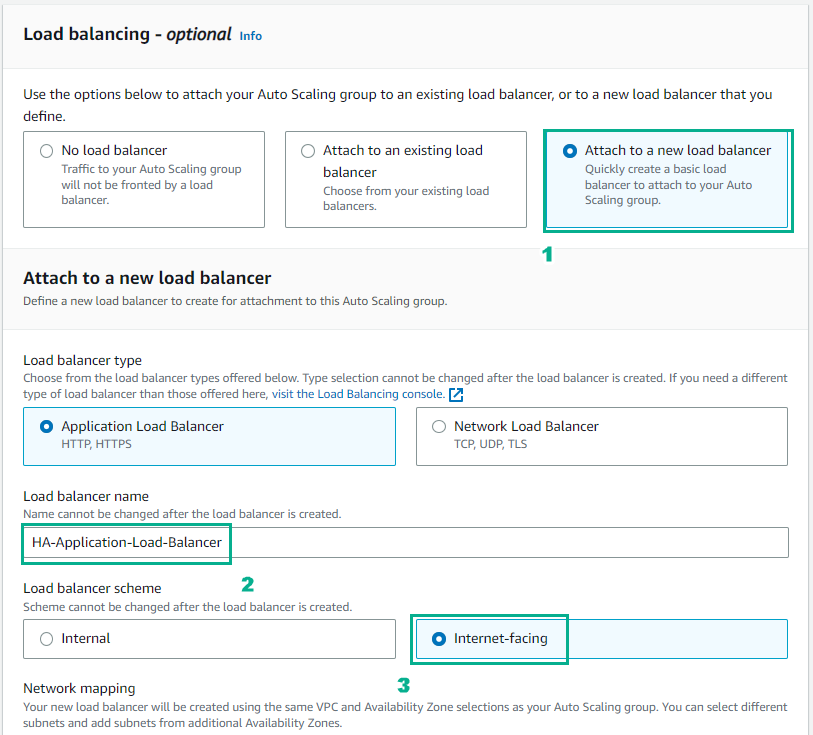 Load balancing - optional Info
Use the options below to attach your Auto Scaling group to an existing load balancer, or to a new load balancer that you
define.
No load balancer
Traffic to your Auto Scaling group
will not be fronted by a load
balancer.
Attach to an existing load
balancer
Choose from your existing load
balancers.
Attach to a new load balancer
Quickly create a basic load
balancer to attach to your Auto
Scaling group.
1
Attach to a new load balancer
Define a new load balancer to create for attachment to this Auto Scaling group.
Load balancer type
Choose from the load balancer types offered below. Type selection cannot be changed after the load balancer is created. If you need a different
type of load balancer than those offered here, visit the Load Balancing console.
Application Load Balancer
HTTP, HTTPS
Network Load Balancer
TCP, UDP, TLS
Load balancer name
Name cannot be changed after the load balancer is created.
HA-Application-Load-Balancer
2
Load balancer scheme
Scheme cannot be changed after the load balancer is created.
Internal
Internet-facing
3
Network mapping
Your new load balancer will be created using the same VPC and Availability Zone selections as your Auto Scaling group. You can select different
subnets and add subnets from additional Availability Zones.